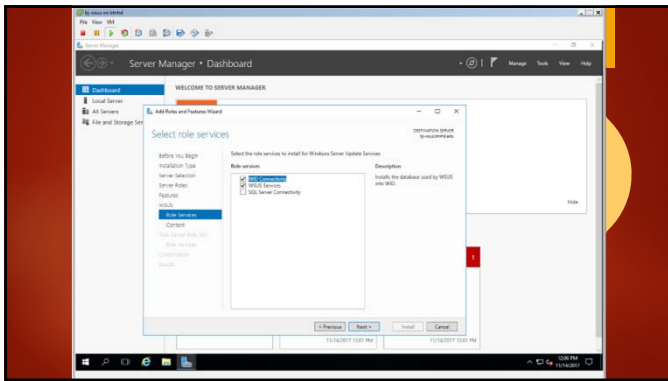 File View VM
Server Manager
Server Manager • Dashboard
Manage Tools View Help
Dashboard
Local Server
All Servers
File and Storage Ser
WELCOME TO SERVER MANAGER
Add Roles and Features Wizard
Select role services
DESTINATION SERVER
Before You Begin
Installation Type
Server Selection
Server Roles
Features
WSUS
Role Services
Content
Web Server Role (IIS)
Role Services
Confirmation
Results
Select the role services to install for Windows Server Update Services
Role services
WID Connectivity
WSUS Services
SQL Server Connectivity
Description
Installs the database used by WSUS
into WID.
Hide
1
< Previous Next > Install Cancel
11/14/2017 12:01 PM
11/14/2017 12:01 PM
12:06 PM
11/14/2017